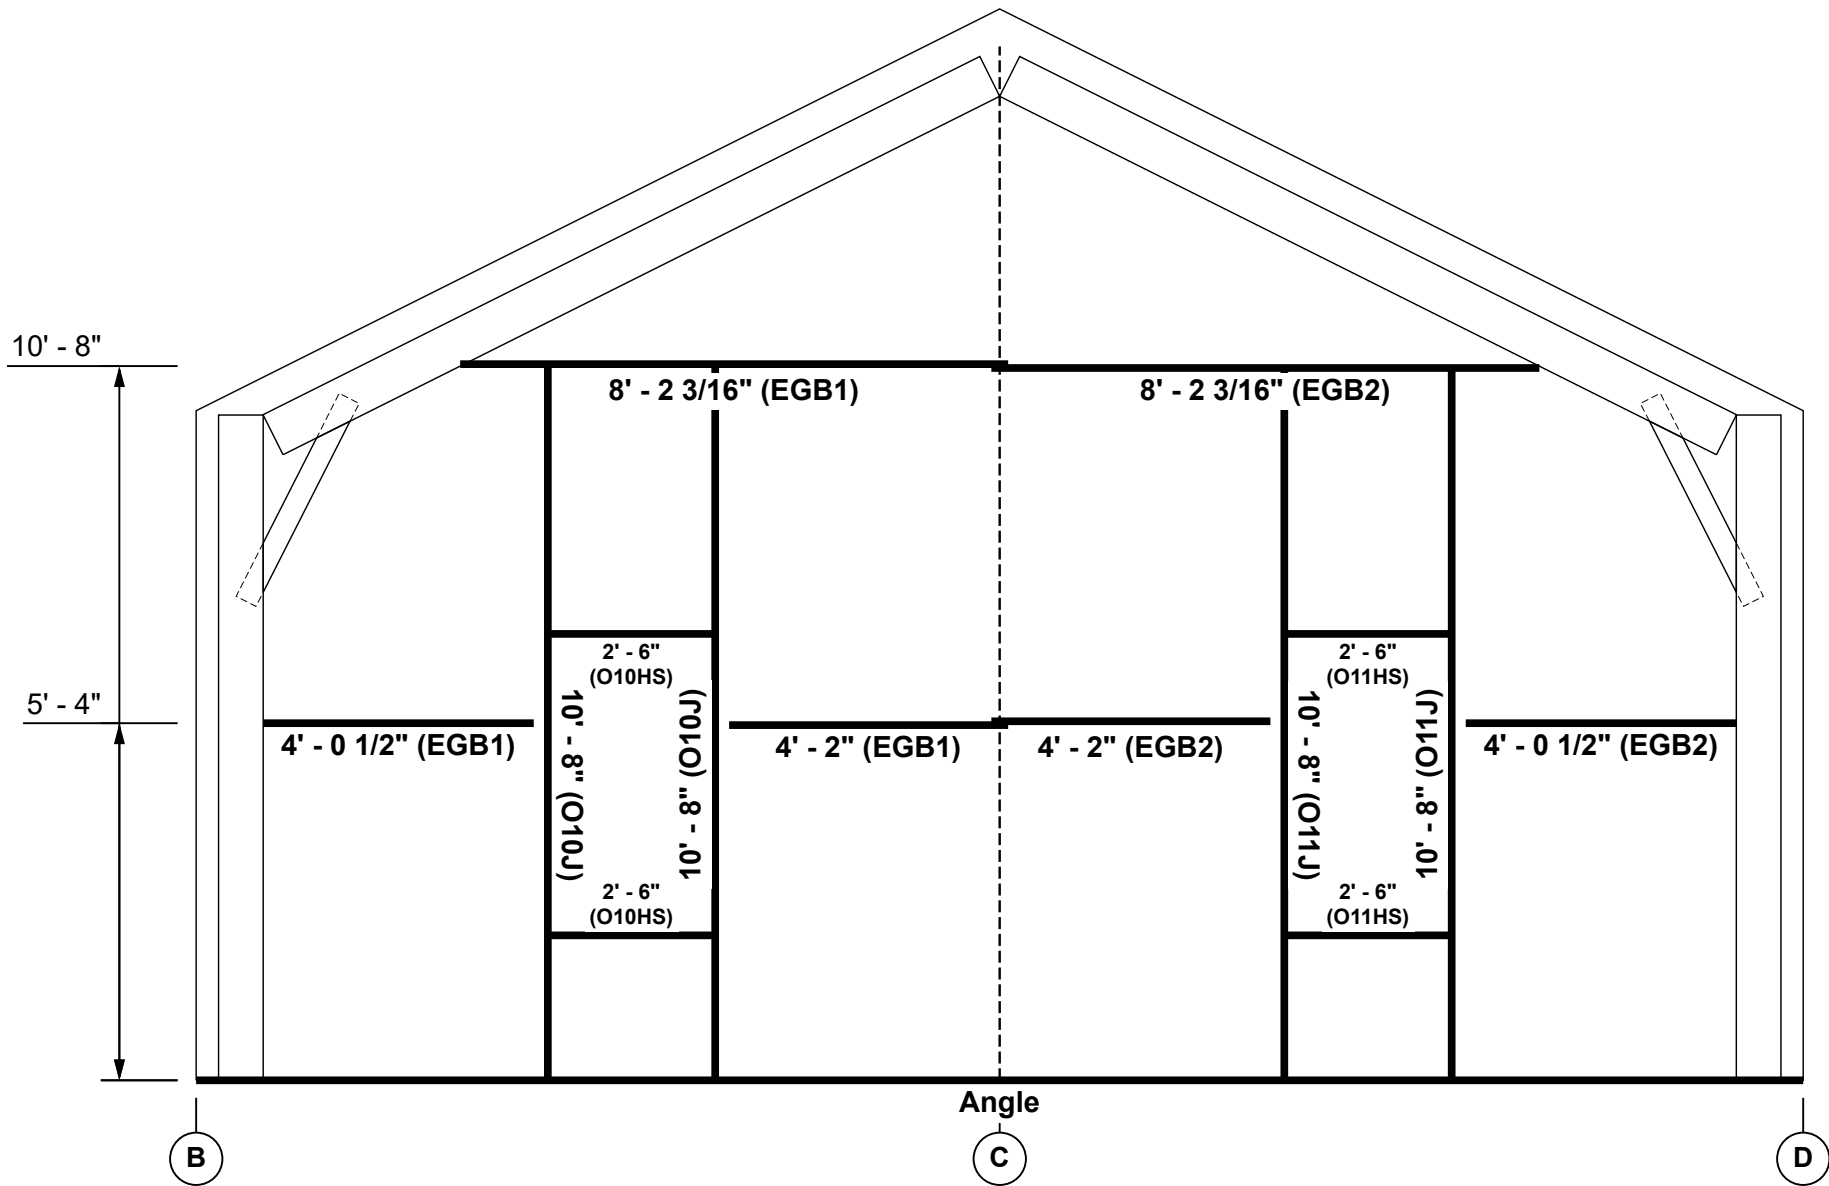 10' - 8"
8' - 2 3/16" (EGB1)
8' - 2 3/16" (EGB2)
5' - 4"
4' - 0 1/2" (EGB1)
2' - 6"
(O10HS)
10' - 8" (O10J)
10' - 8" (O10J)
2' - 6"
(O10HS)
4' - 2" (EGB1)
4' - 2" (EGB2)
2' - 6"
(O11HS)
10' - 8" (O11J)
10' - 8" (O11J)
2' - 6"
(O11HS)
4' - 0 1/2" (EGB2)
Angle
B
C
D